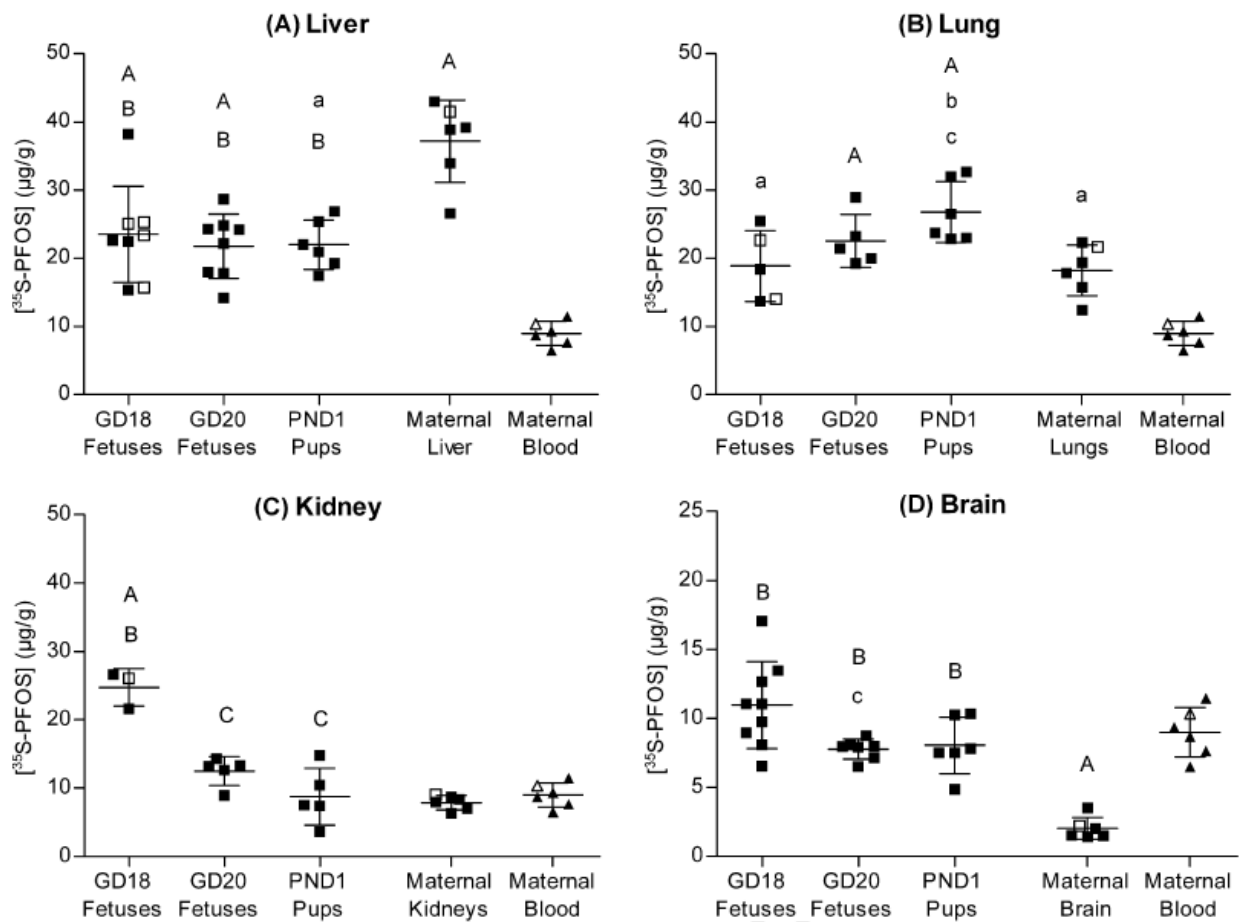 (A) Liver
[³⁵S-PFOS] (µg/g)
50
40
30
20
10
0
A
B
A
B
a
B
A
GD18 Fetuses
GD20 Fetuses
PND1 Pups
Maternal Liver
Maternal Blood
(B) Lung
[³⁵S-PFOS] (µg/g)
50
40
30
20
10
0
a
A
A
b
c
a
GD18 Fetuses
GD20 Fetuses
PND1 Pups
Maternal Lungs
Maternal Blood
(C) Kidney
[³⁵S-PFOS] (µg/g)
50
40
30
20
10
0
A
B
C
C
GD18 Fetuses
GD20 Fetuses
PND1 Pups
Maternal Kidneys
Maternal Blood
(D) Brain
[³⁵S-PFOS] (µg/g)
25
20
15
10
5
0
B
B
c
B
A
GD18 Fetuses
GD20 Fetuses
PND1 Pups
Maternal Brain
Maternal Blood